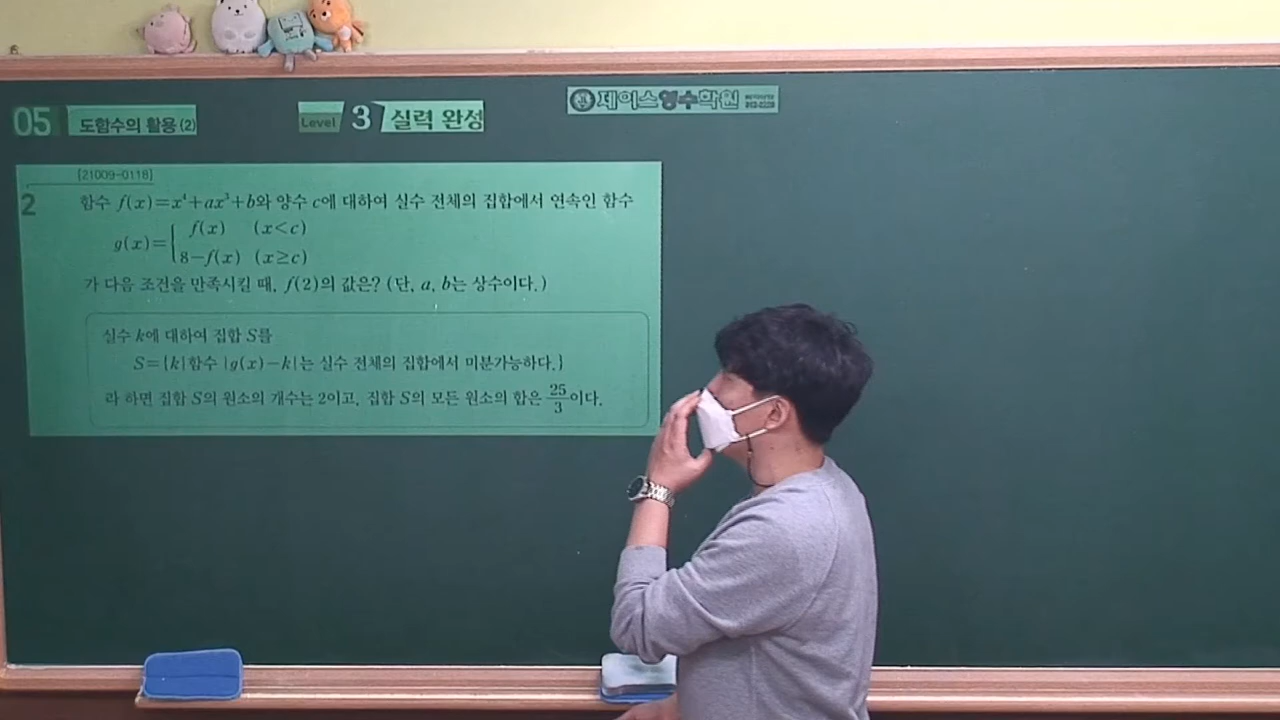 05 도함수의 활용 (2)
Level 3 실력 완성
제이스영수학원
[21009-0118]
2 함수 f(x)=x⁴+ax³+b와 양수 c에 대하여 실수 전체의 집합에서 연속인 함수
g(x)={ f(x) (x<c)
8-f(x) (x≥c)
가 다음 조건을 만족시킬 때, f(2)의 값은? (단, a, b는 상수이다.)
실수 k에 대하여 집합 S를
S={k|함수 |g(x)-k|는 실수 전체의 집합에서 미분가능하다.}
라 하면 집합 S의 원소의 개수는 2이고, 집합 S의 모든 원소의 합은 25/3이다.